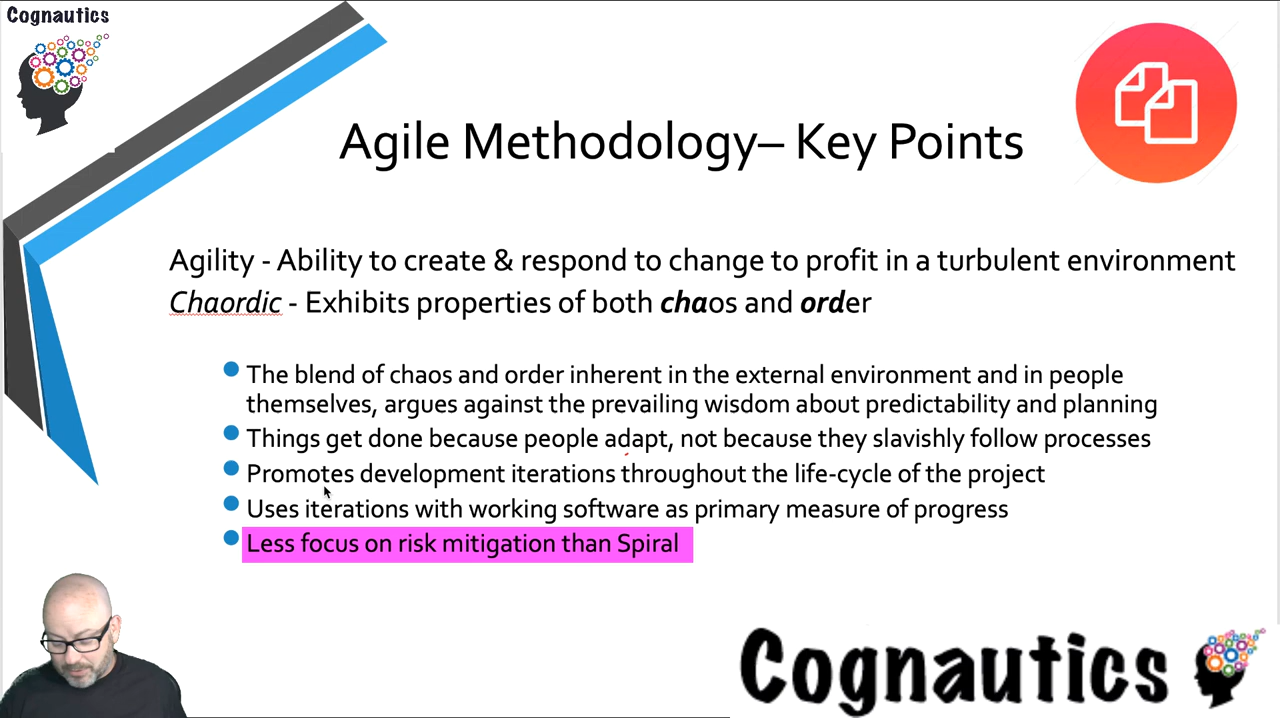 Cognautics
Agile Methodology– Key Points
Agility - Ability to create & respond to change to profit in a turbulent environment
Chaordic - Exhibits properties of both chaos and order
The blend of chaos and order inherent in the external environment and in people
themselves, argues against the prevailing wisdom about predictability and planning
Things get done because people adapt, not because they slavishly follow processes
Promotes development iterations throughout the life-cycle of the project
Uses iterations with working software as primary measure of progress
Less focus on risk mitigation than Spiral
Cognautics